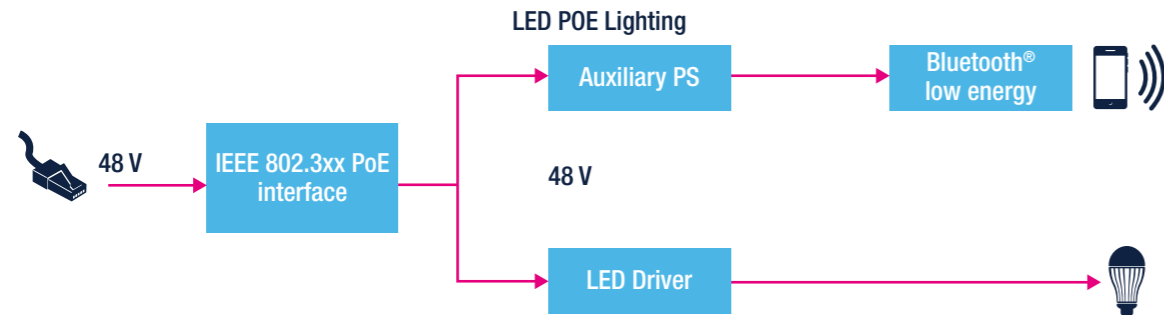 LED POE Lighting
Auxiliary PS
Bluetooth®
low energy
48 V
IEEE 802.3xx PoE
interface
48 V
LED Driver